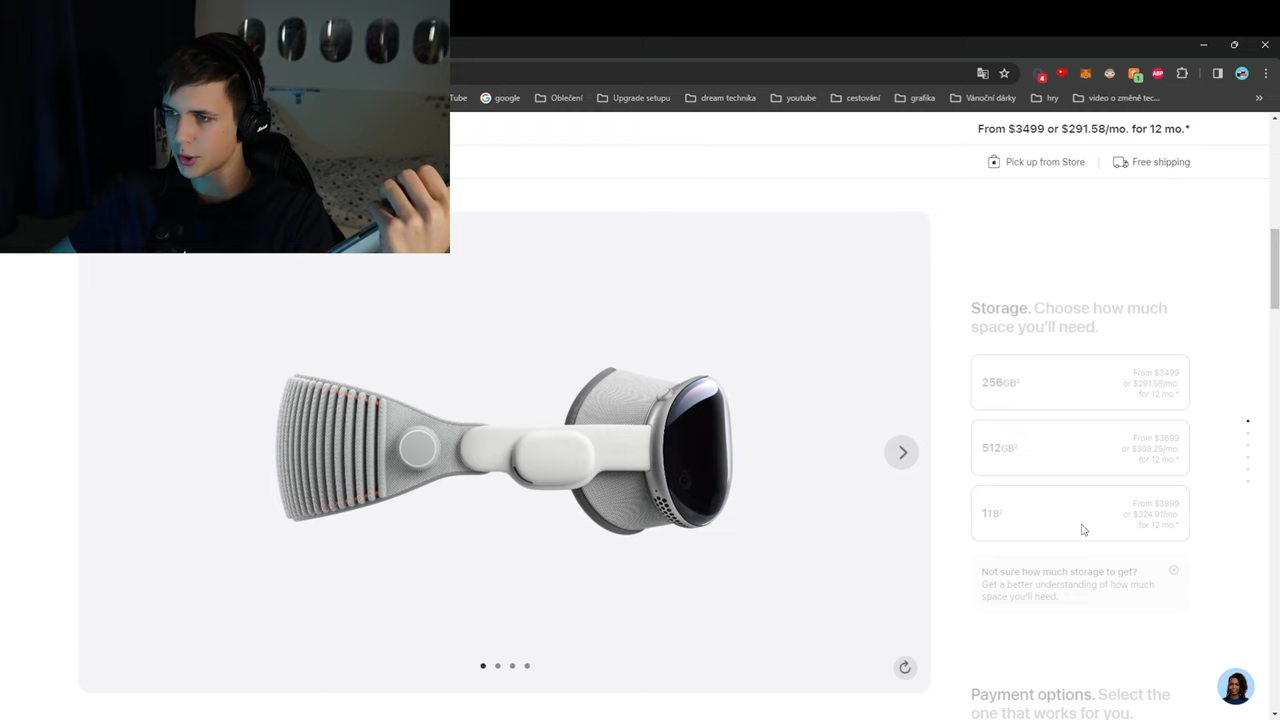 Tube
google
Oblečení
Upgrade setupu
dream technika
youtube
cestování
grafika
Vánoční dárky
hry
video o změně tec...
»
From $3499 or $291.58/mo. for 12 mo.*
Pick up from Store
Free shipping
Storage. Choose how much
space you'll need.
256GB²
From $3499
or $291.58/mo.
for 12 mo.*
512GB²
From $3699
or $308.25/mo.
for 12 mo.*
1TB²
From $3899
or $324.91/mo.
for 12 mo.*
Not sure how much storage to get?
Get a better understanding of how much
space you'll need.
Payment options. Select the
one that works for you.